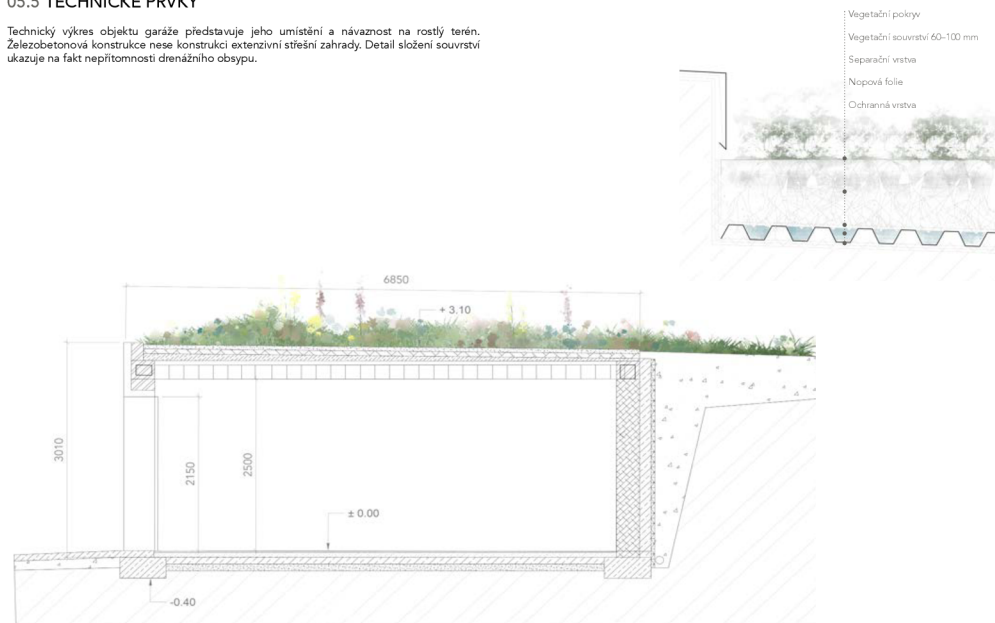 05.5 TECHNICKÉ PRVKY
Technický výkres objektu garáže představuje jeho umístění a návaznost na rostlý terén.
Železobetonová konstrukce nese konstrukci extenzivní střešní zahrady. Detail složení souvrství
ukazuje na fakt nepřítomnosti drenážního obsypu.
Vegetační pokryv
Vegetační souvrství 60–100 mm
Separační vrstva
Nopová folie
Ochranná vrstva
6850
+ 3.10
3010
2150
2500
± 0.00
-0.40